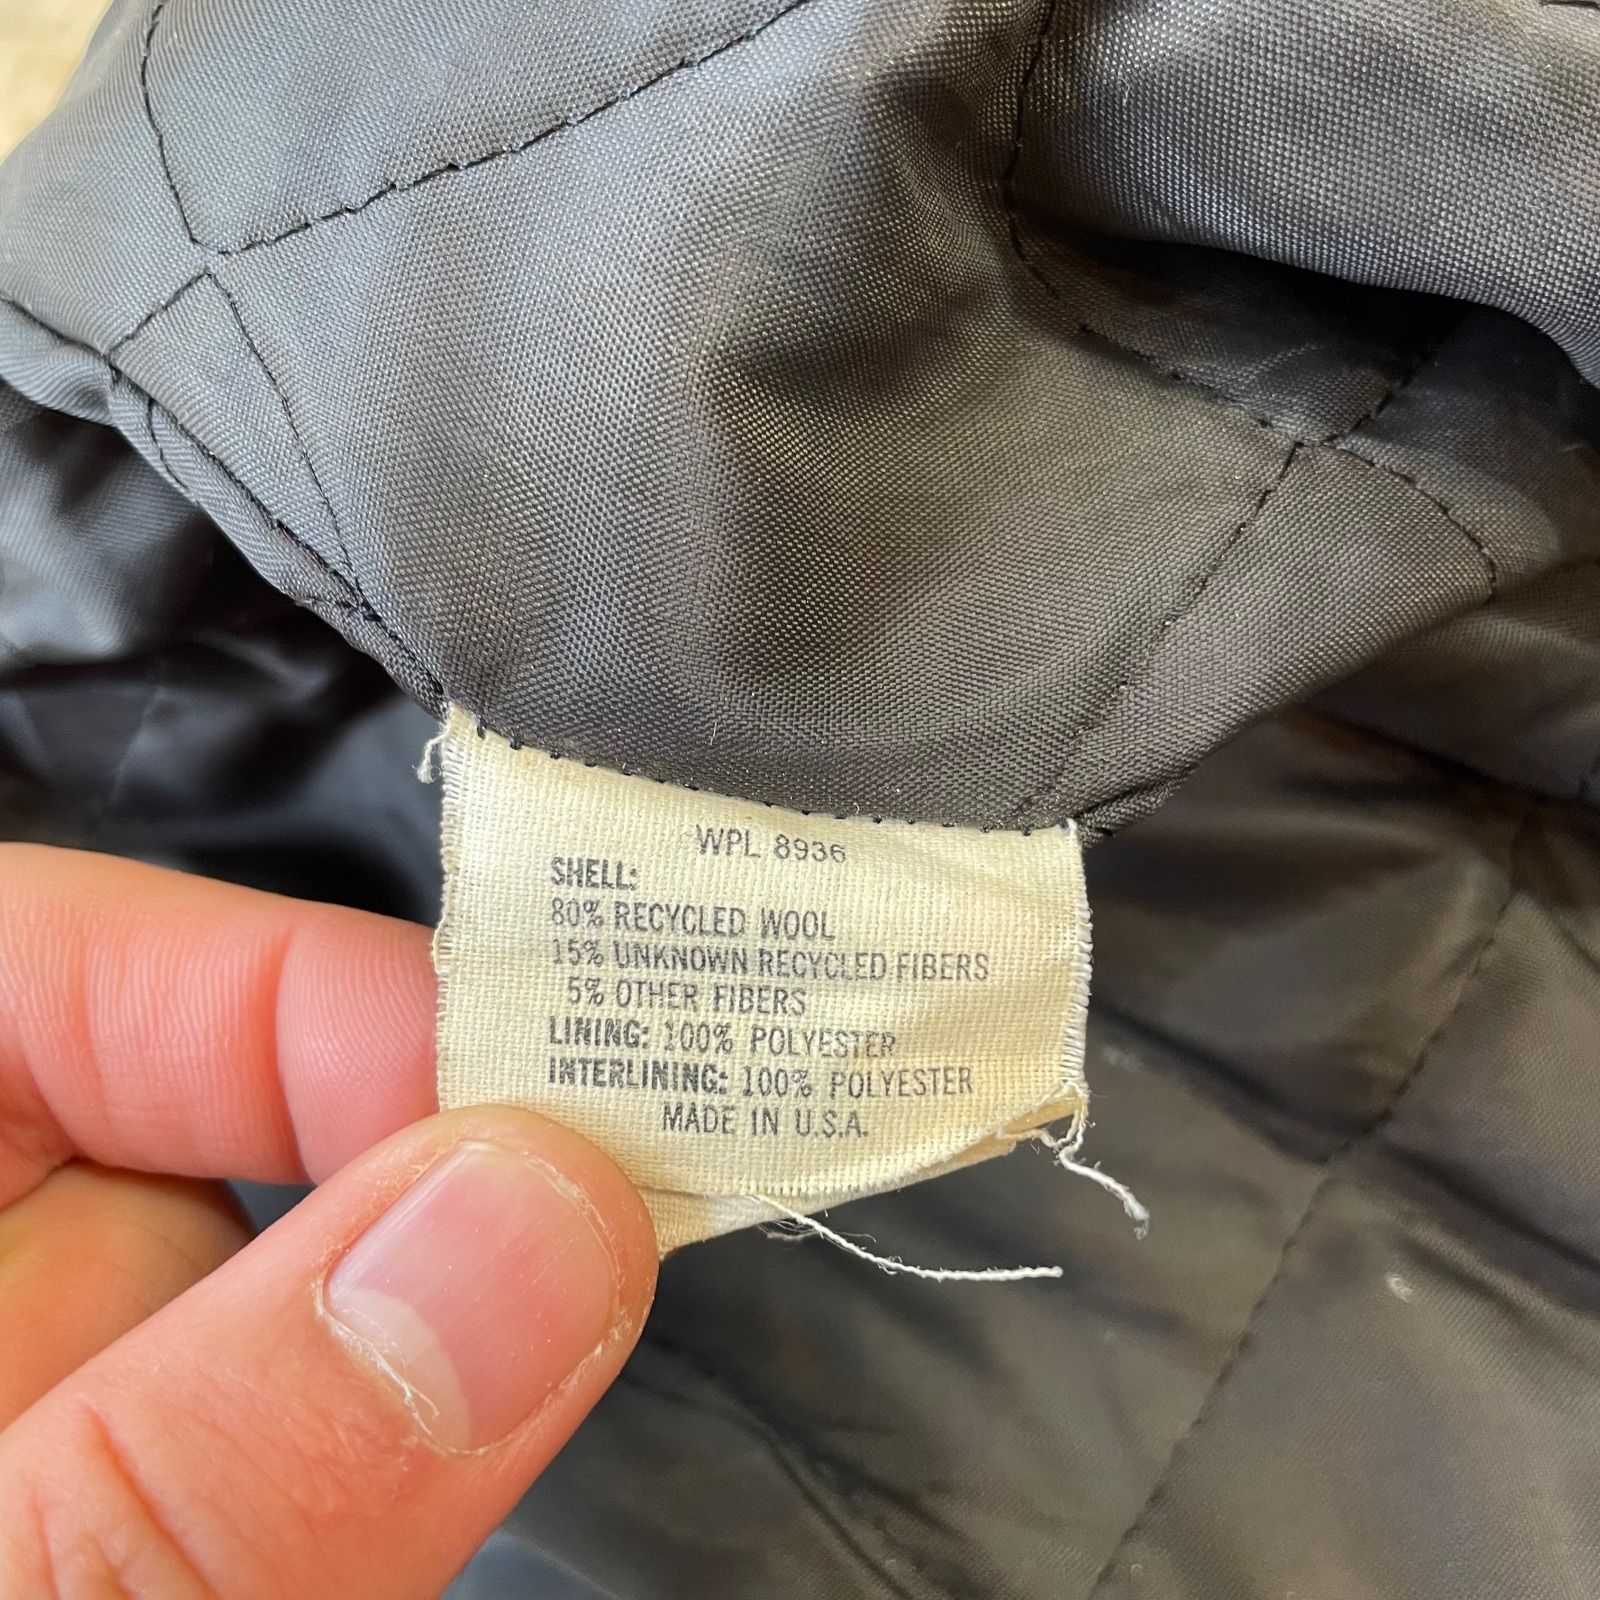 WPL 8936
SHELL:
80% RECYCLED WOOL
15% UNKNOWN RECYCLED FIBERS
5% OTHER FIBERS
LINING: 100% POLYESTER
INTERLINING: 100% POLYESTER
MADE IN U.S.A.